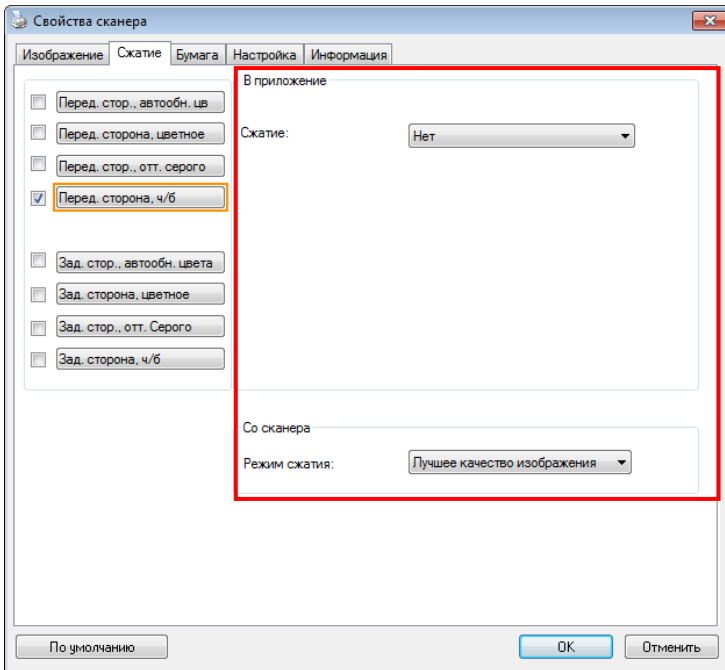 Свойства сканера
Изображение Сжатие Бумага Настройка Информация
Перед. стор., автообн. цв
Перед. сторона, цветное
Перед. стор., отт. серого
Перед. сторона, ч/б
Зад. стор., автообн. цвета
Зад. сторона, цветное
Зад. стор., отт. Серого
Зад. сторона, ч/б
В приложение
Сжатие: Нет
Со сканера
Режим сжатия: Лучшее качество изображения
По умолчанию OK Отменить